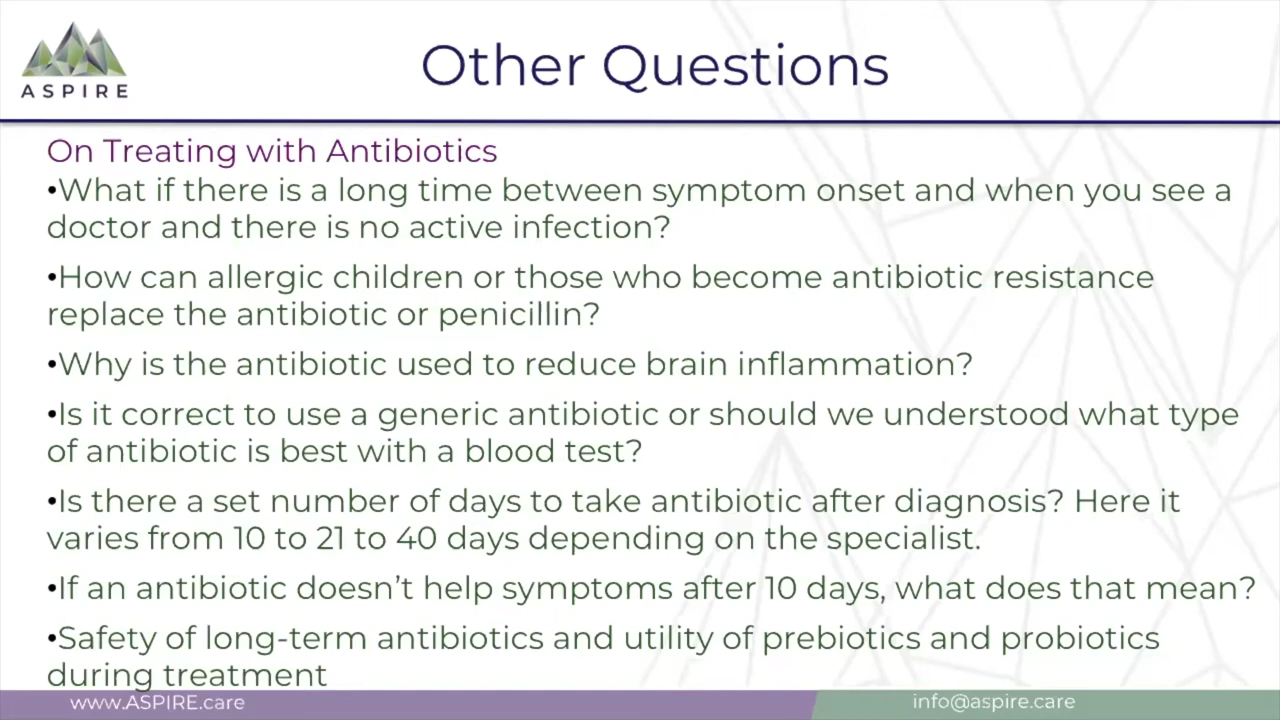 ASPIRE
Other Questions
On Treating with Antibiotics
•What if there is a long time between symptom onset and when you see a
doctor and there is no active infection?
•How can allergic children or those who become antibiotic resistance
replace the antibiotic or penicillin?
•Why is the antibiotic used to reduce brain inflammation?
•Is it correct to use a generic antibiotic or should we understood what type
of antibiotic is best with a blood test?
•Is there a set number of days to take antibiotic after diagnosis? Here it
varies from 10 to 21 to 40 days depending on the specialist.
•If an antibiotic doesn’t help symptoms after 10 days, what does that mean?
•Safety of long-term antibiotics and utility of prebiotics and probiotics
during treatment
www.ASPIRE.care
info@aspire.care